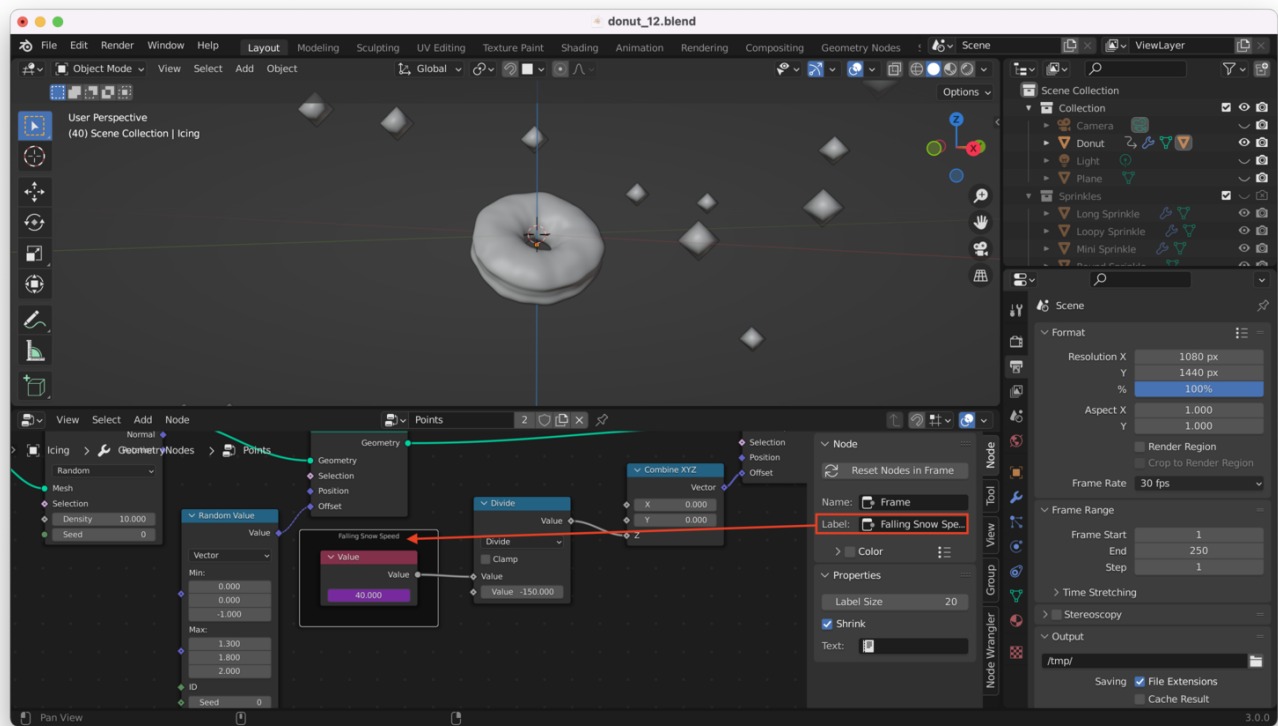 donut_12.blend
File Edit Render Window Help Layout Modeling Sculpting UV Editing Texture Paint Shading Animation Rendering Compositing Geometry Nodes Scene ViewLayer
Object Mode View Select Add Object Global
Options
User Perspective
(40) Scene Collection | Icing
Z
X
Scene Collection
Collection
Camera
Donut
Light
Plane
Sprinkles
Long Sprinkle
Loopy Sprinkle
Mini Sprinkle
Round Sprinkle
Scene
Format
Resolution X 1080 px
Y 1440 px
% 100%
Aspect X 1.000
Y 1.000
Render Region
Crop to Render Region
Frame Rate 30 fps
Frame Range
Frame Start 1
End 250
Step 1
Time Stretching
Stereoscopy
Output
/tmp/
Saving File Extensions
Cache Result
View Select Add Node Points 2
Icing > GeometryNodes > Points
Normal
Random
Mesh
Selection
Density 10.000
Seed 0
Random Value
Value
Vector
Min:
0.000
0.000
-1.000
Max:
1.300
1.800
2.000
ID
Seed 0
Geometry
Geometry
Selection
Position
Offset
Falling Snow Speed
Value
Value
40.000
Divide
Value
Divide
Clamp
Value
Value -150.000
Combine XYZ
Vector
X 0.000
Y 0.000
Z
Selection
Position
Offset
Node
Reset Nodes in Frame
Name: Frame
Label: Falling Snow Spe...
Color
Properties
Label Size 20
Shrink
Text:
Node
Tool
View
Group
Node Wrangler
Pan View
3.0.0